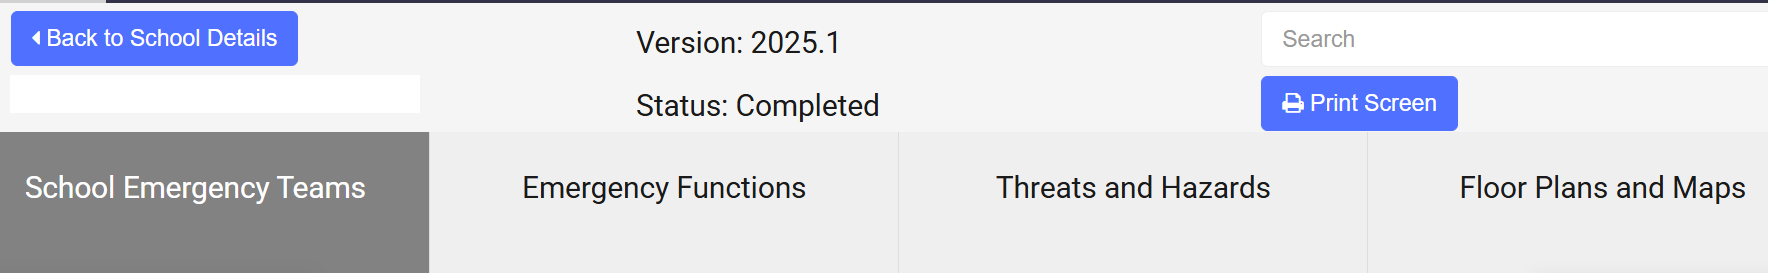 Back to School Details
Version: 2025.1
Search
Status: Completed
Print Screen
School Emergency Teams
Emergency Functions
Threats and Hazards
Floor Plans and Maps